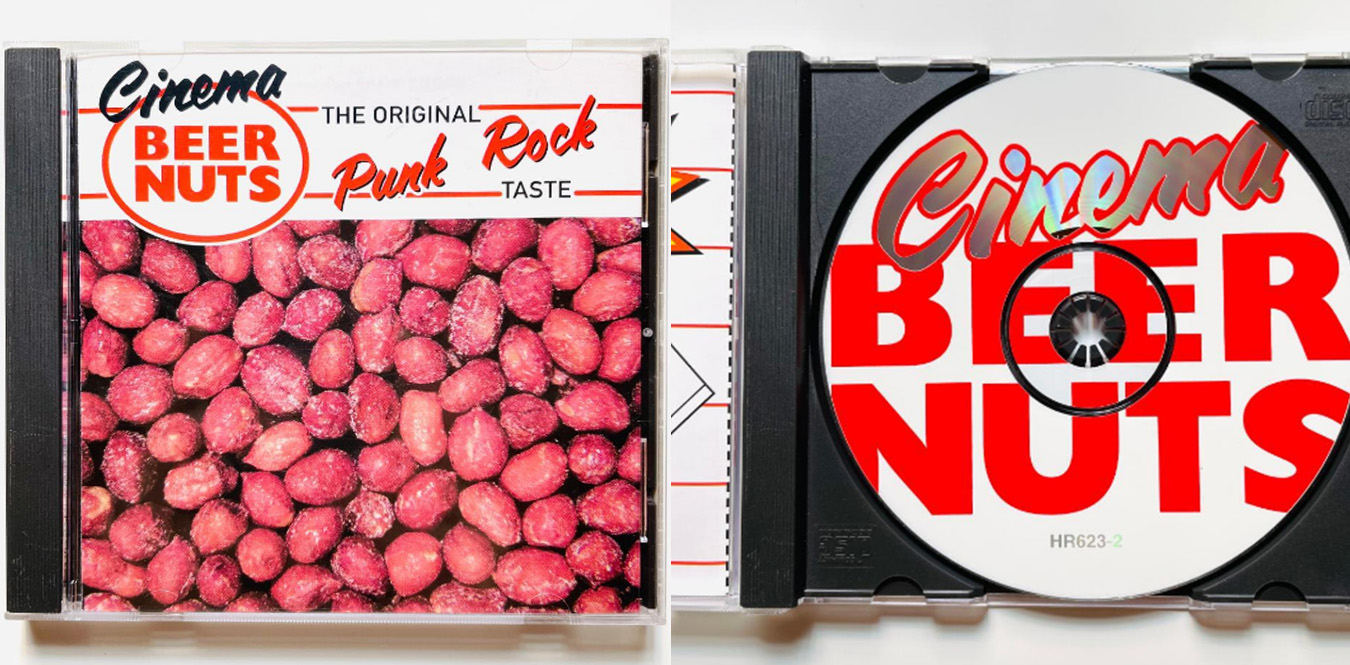 Cinema
BEER
NUTS
THE ORIGINAL
Punk Rock
TASTE
Cinema
BEER
NUTS
HR623-2